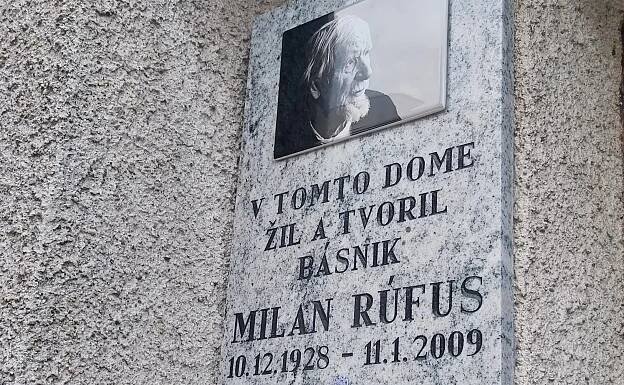 V TOMTO DOME
ŽIL A TVORIL
BÁSNIK
MILAN RÚFUS
10.12.1928 - 11.1.2009